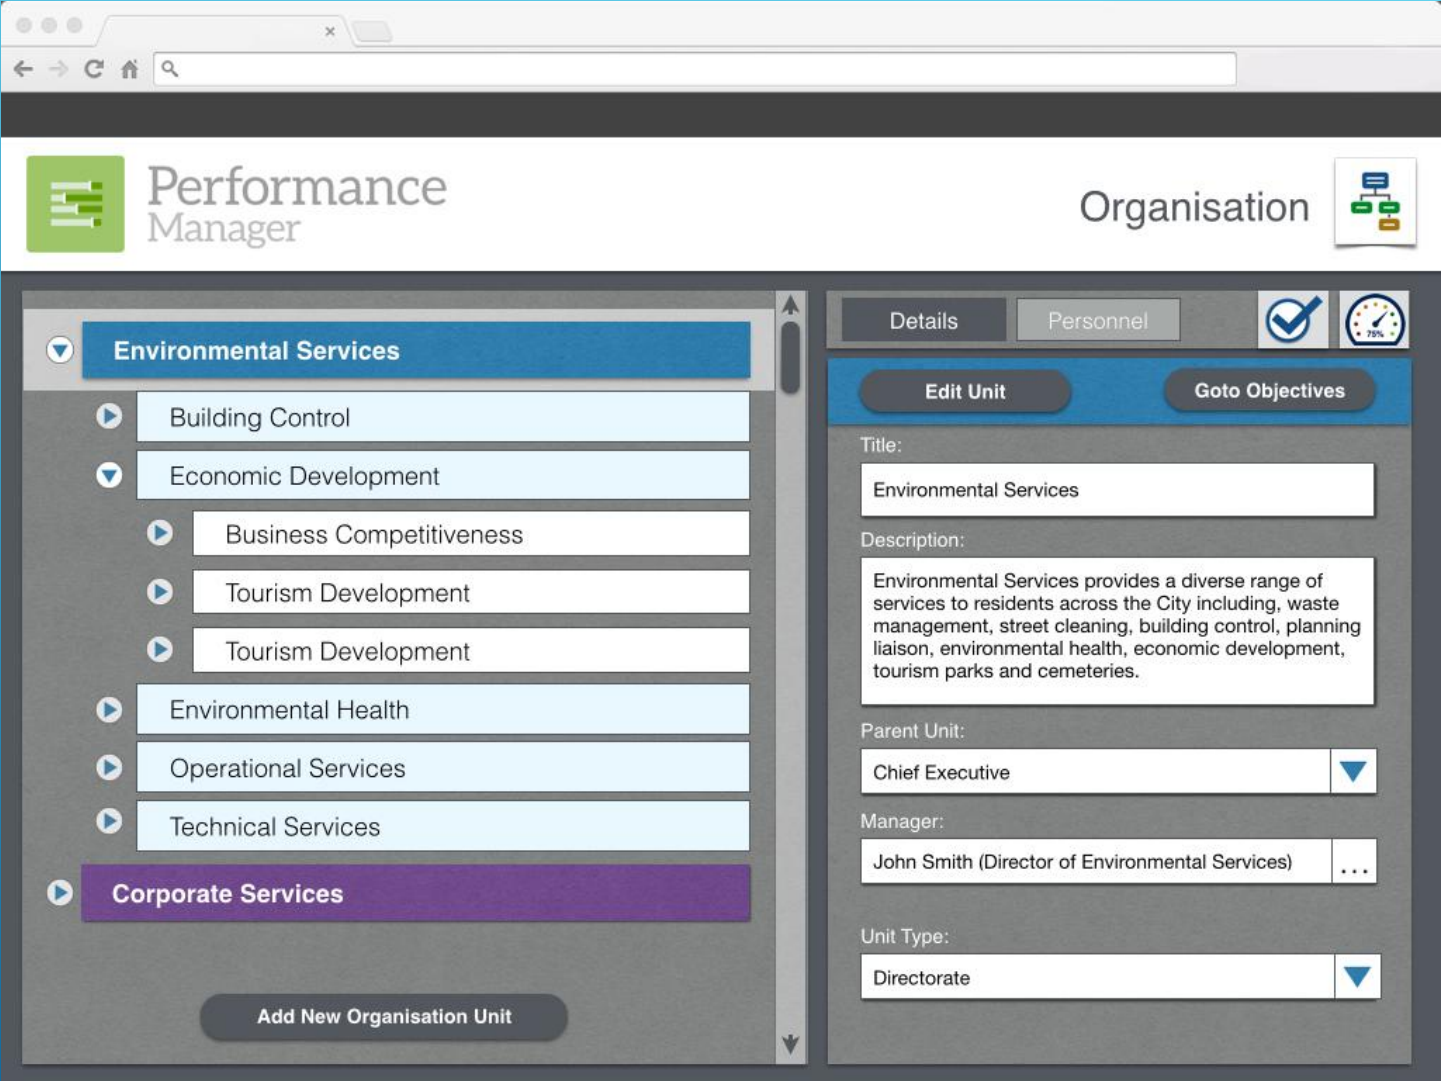 Performance
Manager
Organisation
Environmental Services
Building Control
Economic Development
Business Competitiveness
Tourism Development
Tourism Development
Environmental Health
Operational Services
Technical Services
Corporate Services
Add New Organisation Unit
Details
Personnel
75%
Edit Unit
Goto Objectives
Title:
Environmental Services
Description:
Environmental Services provides a diverse range of
services to residents across the City including, waste
management, street cleaning, building control, planning
liaison, environmental health, economic development,
tourism parks and cemeteries.
Parent Unit:
Chief Executive
Manager:
John Smith (Director of Environmental Services)
...
Unit Type:
Directorate